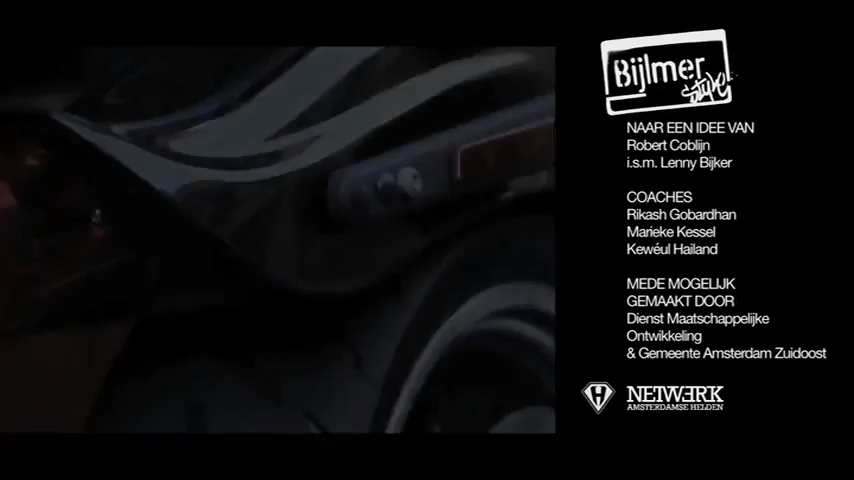 Bijlmer
Style
NAAR EEN IDEE VAN
Robert Coblijn
i.s.m. Lenny Bijker
COACHES
Rikash Gobardhan
Marieke Kessel
Kewéul Hailand
MEDE MOGELIJK
GEMAAKT DOOR
Dienst Maatschappelijke
Ontwikkeling
& Gemeente Amsterdam Zuidoost
H
NETWERK
AMSTERDAMSE HELDEN